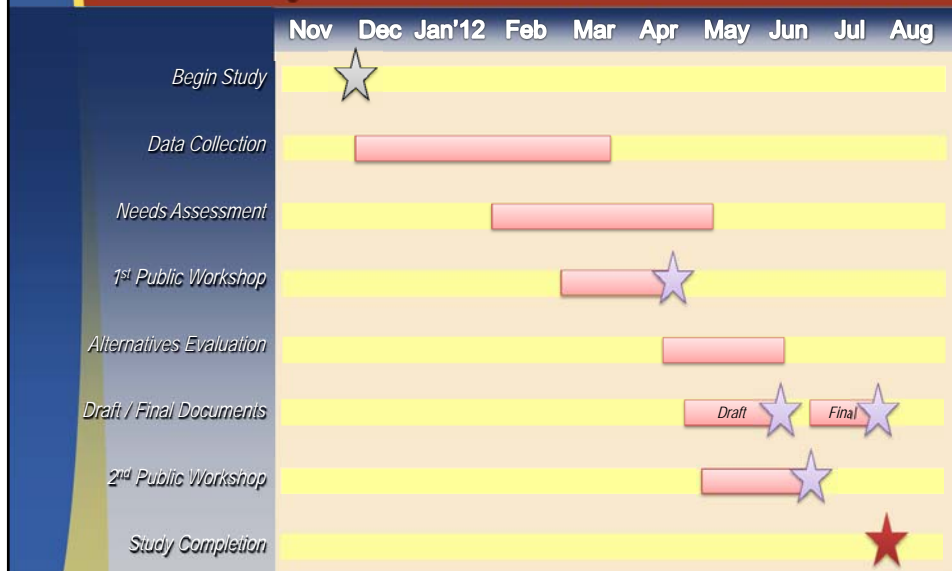 Nov Dec Jan'12 Feb Mar Apr May Jun Jul Aug
Begin Study
Data Collection
Needs Assessment
1st Public Workshop
Alternatives Evaluation
Draft / Final Documents Draft Final
2nd Public Workshop
Study Completion